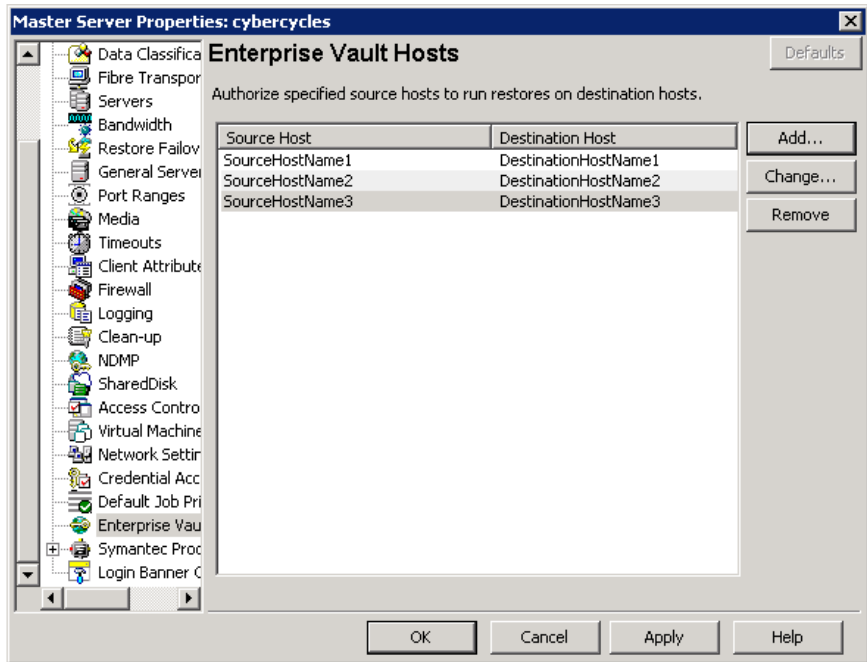 Master Server Properties: cybercycles
Data Classifica
Fibre Transpor
Servers
Bandwidth
Restore Failov
General Server
Port Ranges
Media
Timeouts
Client Attribute
Firewall
Logging
Clean-up
NDMP
SharedDisk
Access Contro
Virtual Machine
Network Settin
Credential Acc
Default Job Pri
Enterprise Vau
Symantec Proc
Login Banner C
Enterprise Vault Hosts
Defaults
Authorize specified source hosts to run restores on destination hosts.
Source Host Destination Host
SourceHostName1 DestinationHostName1
SourceHostName2 DestinationHostName2
SourceHostName3 DestinationHostName3
Add...
Change...
Remove
OK Cancel Apply Help